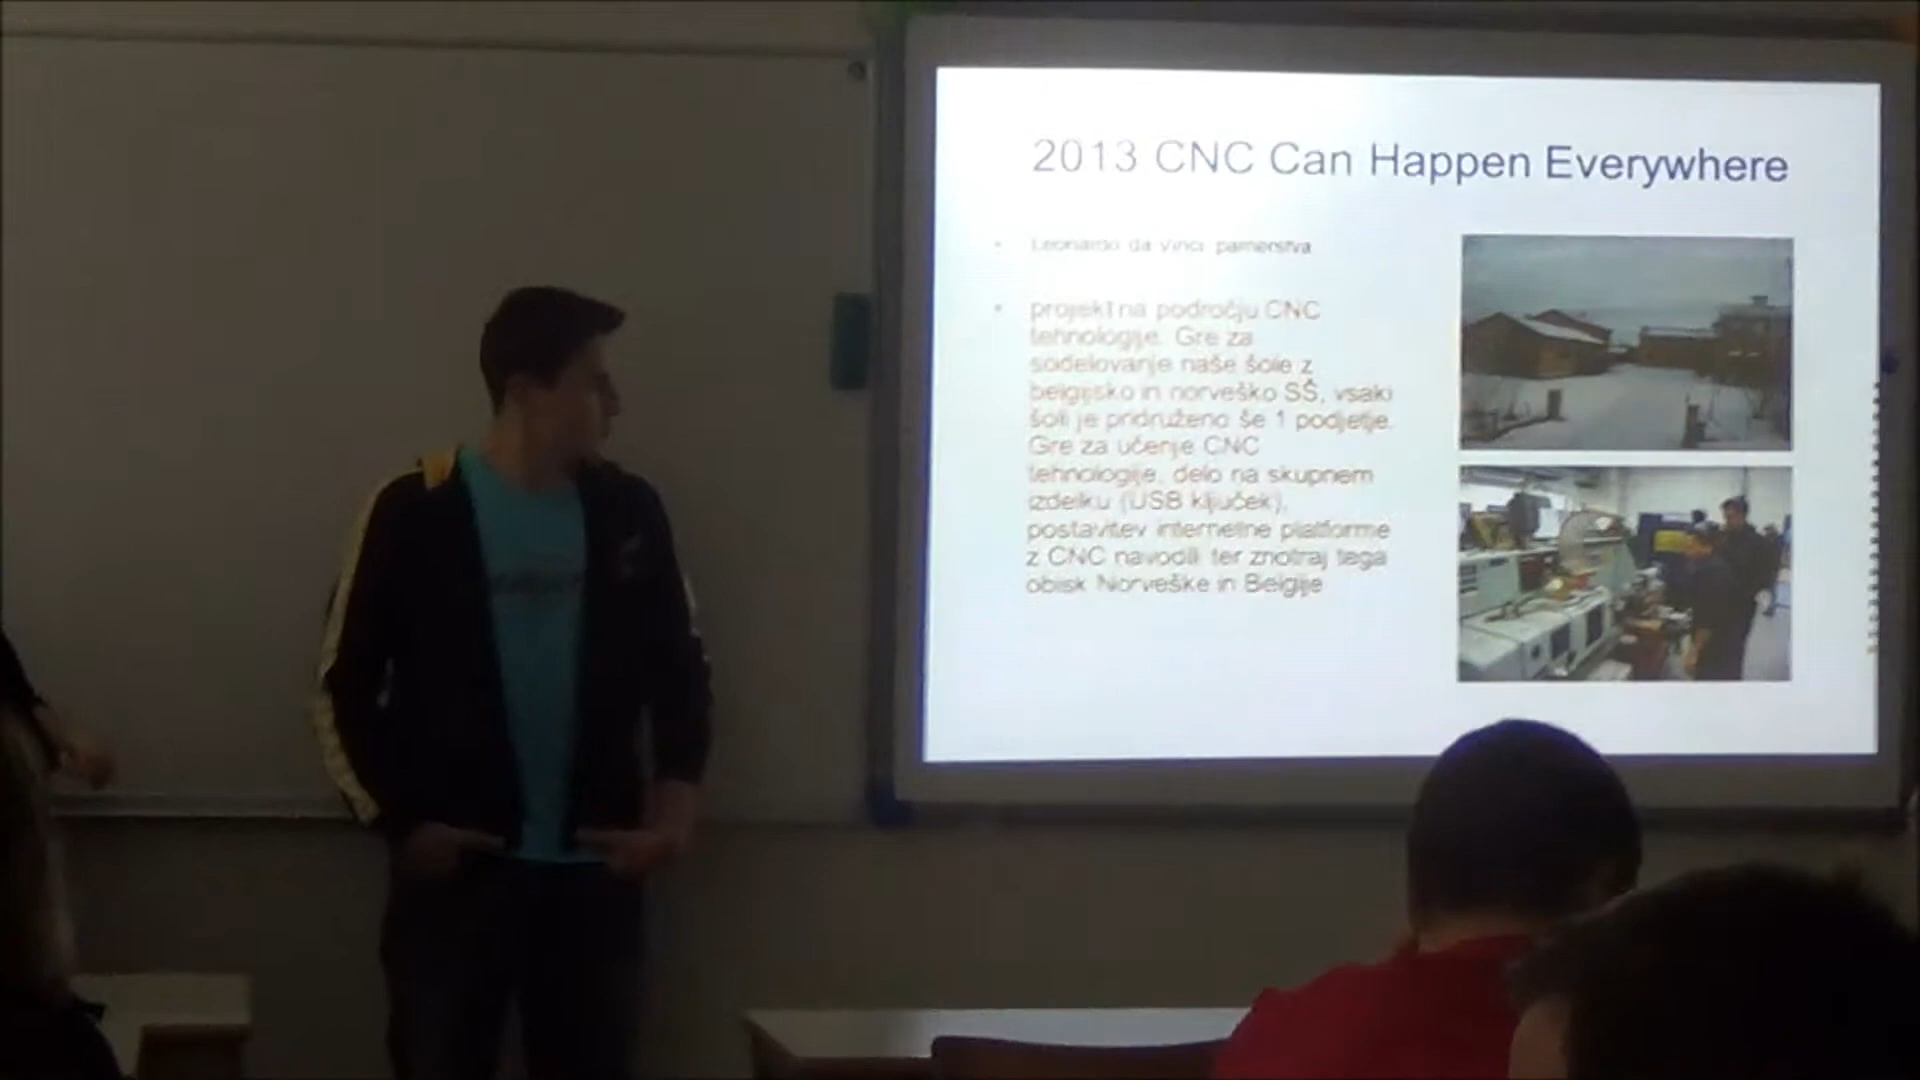 2013 CNC Can Happen Everywhere
Leonardo da Vinci partnerstva
projekt na področju CNC
tehnologije. Gre za
sodelovanje naše šole z
belgijsko in norveško SŠ, vsaki
šoli je pridruženo še 1 podjetje.
Gre za učenje CNC
tehnologije, delo na skupnem
izdelku (USB ključek),
postavitev internetne platforme
z CNC navodili ter znotraj tega
obisk Norveške in Belgije